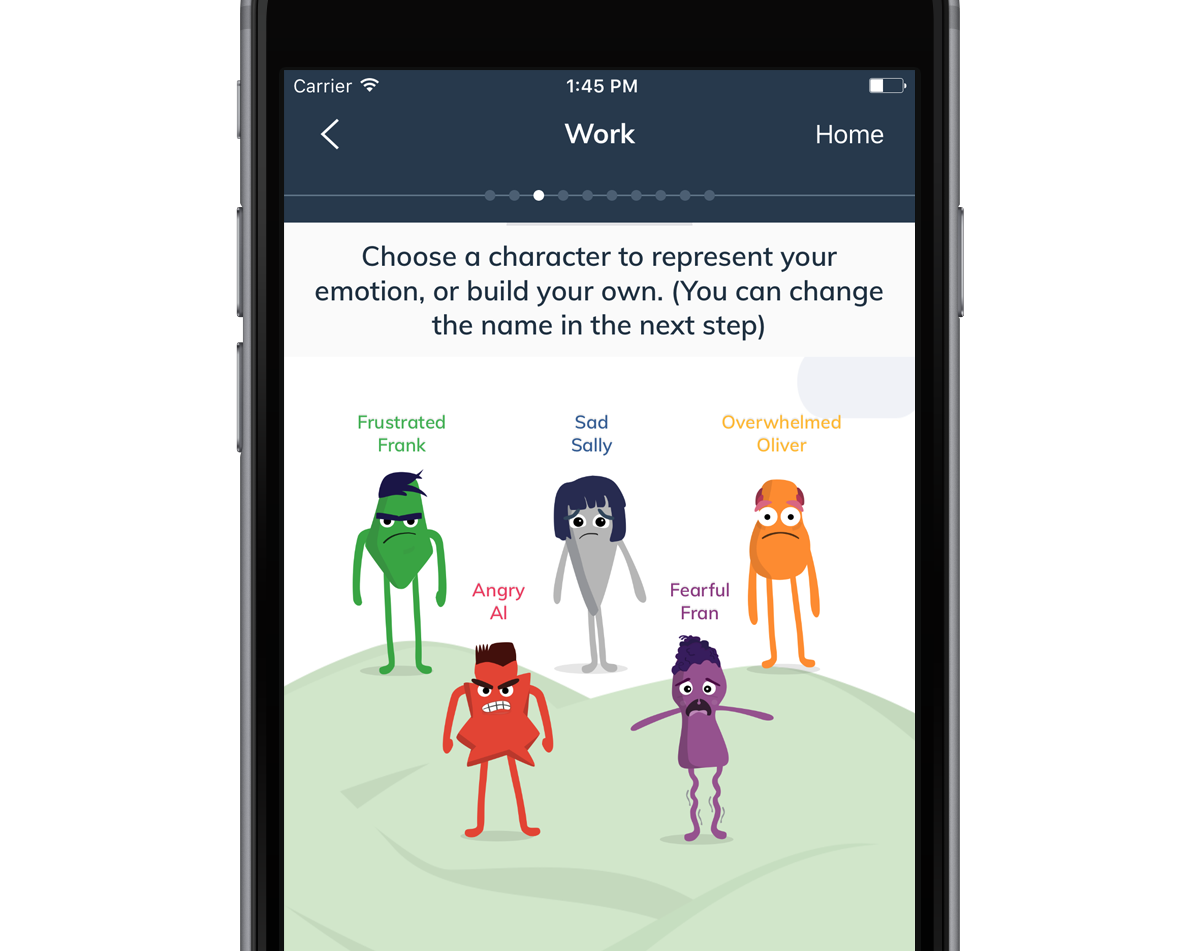 Carrier
1:45 PM
Work
Home
Choose a character to represent your
emotion, or build your own. (You can change
the name in the next step)
Frustrated
Frank
Sad
Sally
Overwhelmed
Oliver
Angry
Al
Fearful
Fran